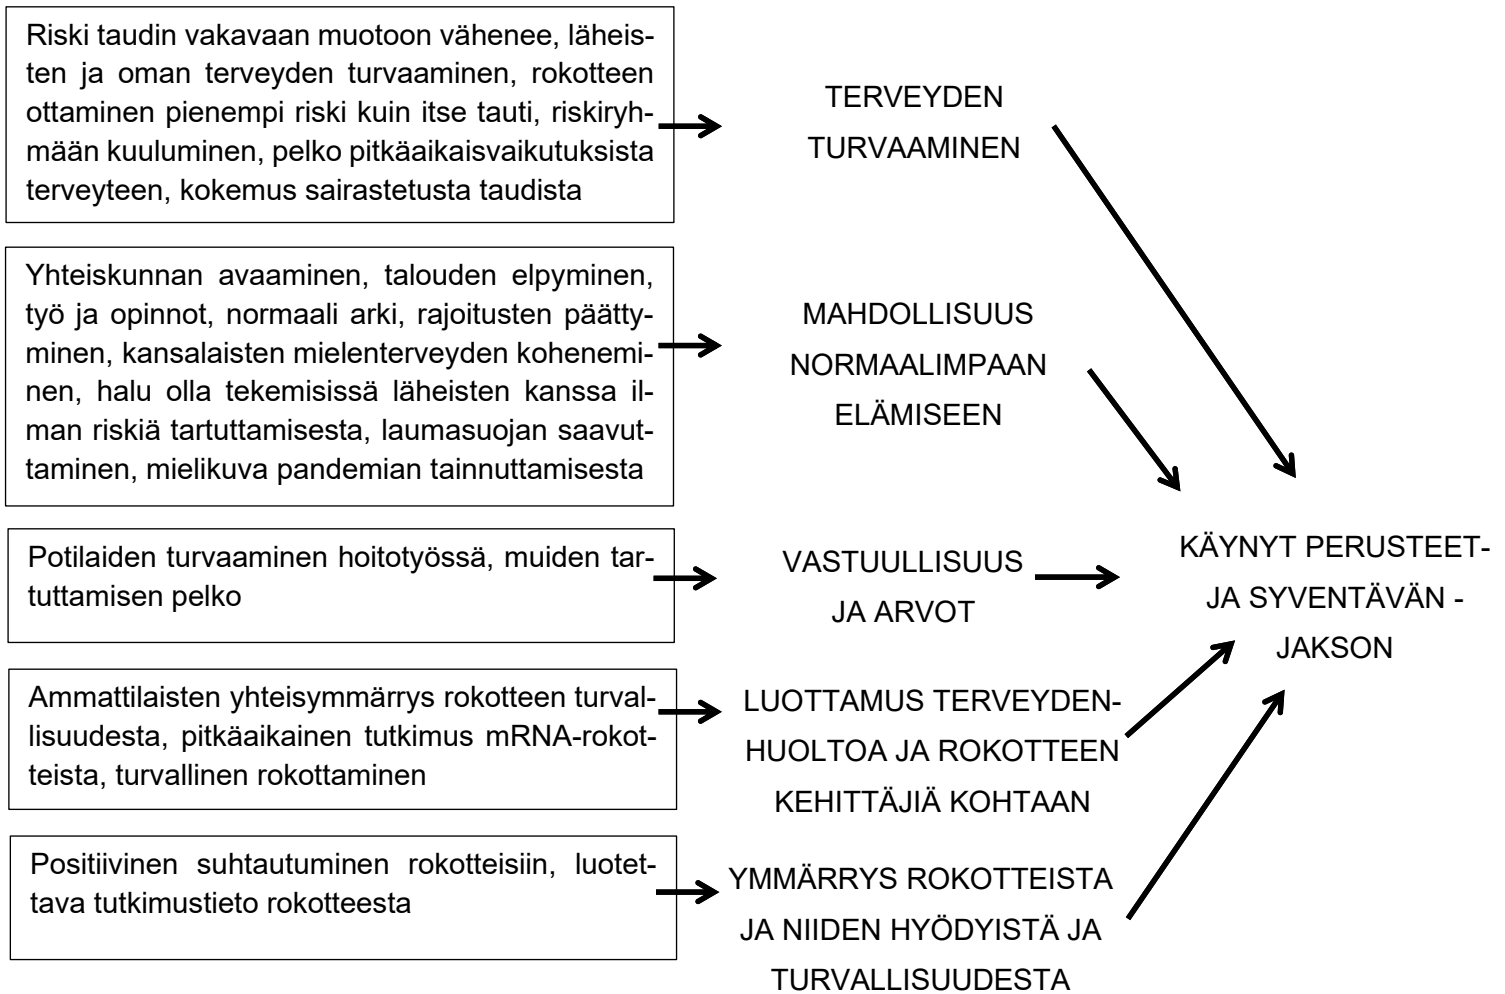 Riski taudin vakavaan muotoon vähenee, läheis-
ten ja oman terveyden turvaaminen, rokotteen
ottaminen pienempi riski kuin itse tauti, riskiryh-
mään kuuluminen, pelko pitkäaikaisvaikutuksista
terveyteen, kokemus sairastetusta taudista
TERVEYDEN
TURVAAMINEN
Yhteiskunnan avaaminen, talouden elpyminen,
työ ja opinnot, normaali arki, rajoitusten päätty-
minen, kansalaisten mielenterveyden kohenemi-
nen, halu olla tekemisissä läheisten kanssa il-
man riskiä tartuttamisesta, laumasuojan saavut-
taminen, mielikuva pandemian tainnuttamisesta
MAHDOLLISUUS
NORMAALIMPAAN
ELÄMISEEN
Potilaiden turvaaminen hoitotyössä, muiden tar-
tuttamisen pelko
VASTUULLISUUS
JA ARVOT
KÄYNYT PERUSTEET-
JA SYVENTÄVÄN -
JAKSON
Ammattilaisten yhteisymmärrys rokotteen turval-
lisuudesta, pitkäaikainen tutkimus mRNA-rokot-
teista, turvallinen rokottaminen
LUOTTAMUS TERVEYDEN-
HUOLTOA JA ROKOTTEEN
KEHITTÄJIÄ KOHTAAN
Positiivinen suhtautuminen rokotteisiin, luotet-
tava tutkimustieto rokotteesta
YMMÄRRYS ROKOTTEISTA
JA NIIDEN HYÖDYISTÄ JA
TURVALLISUUDESTA